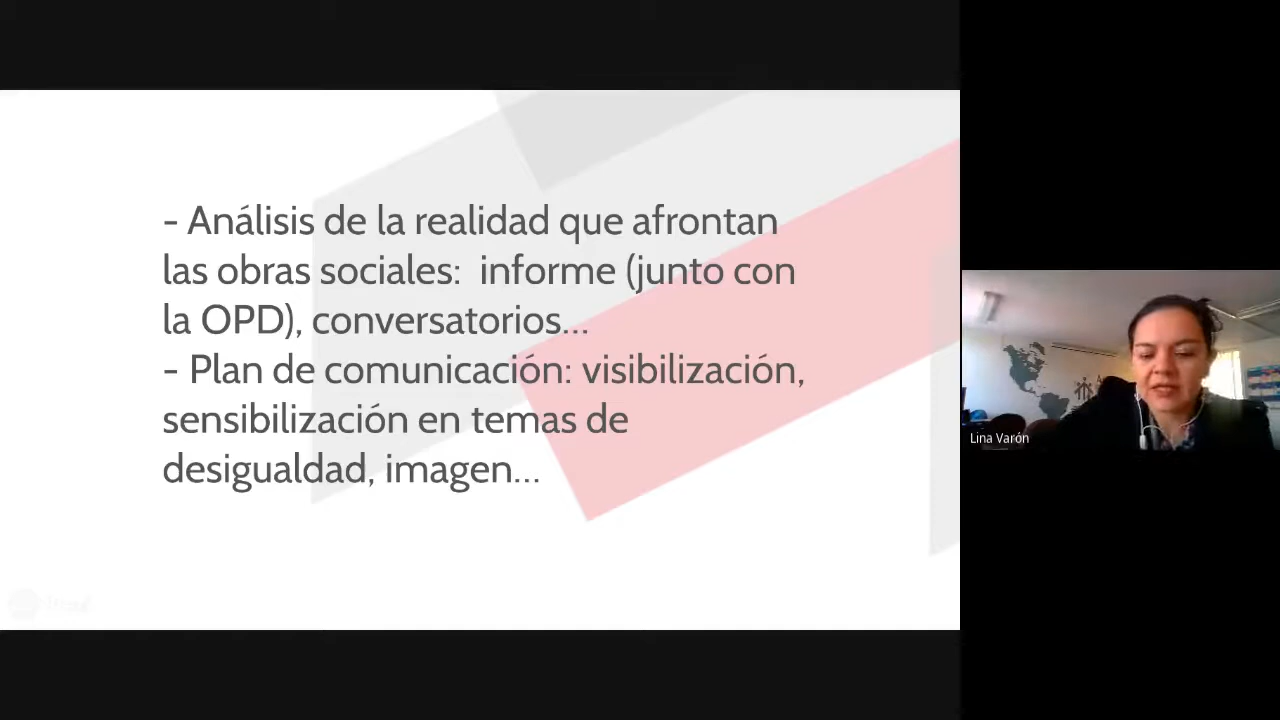 - Análisis de la realidad que afrontan
las obras sociales: informe (junto con
la OPD), conversatorios...
- Plan de comunicación: visibilización,
sensibilización en temas de
desigualdad, imagen...
Lina Varón